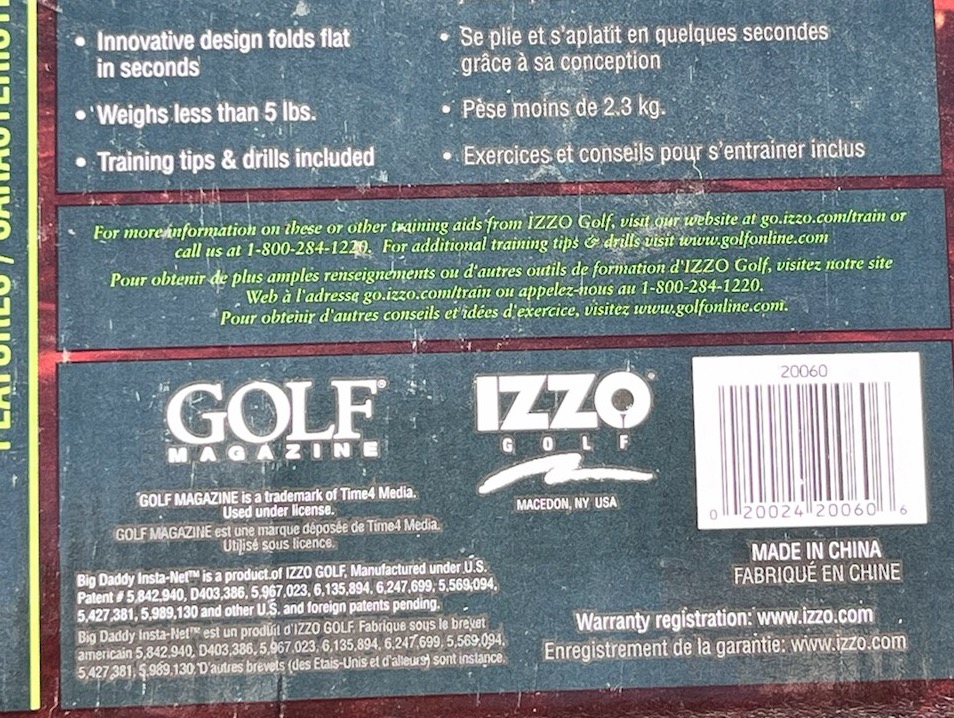 FEATURES / CARACTÉRISTI
• Innovative design folds flat
in seconds
• Weighs less than 5 lbs.
• Training tips & drills included
• Se plie et s'aplatit en quelques secondes
grâce à sa conception
• Pèse moins de 2.3 kg.
• Exercices et conseils pour s'entrainer inclus
For more information on these or other training aids from IZZO Golf, visit our website at go.izzo.com/train or
call us at 1-800-284-1220. For additional training tips & drills visit www.golfonline.com
Pour obtenir de plus amples renseignements ou d'autres outils de formation d'IZZO Golf, visitez notre site
Web à l'adresse go.izzo.com/train ou appelez-nous au 1-800-284-1220.
Pour obtenir d'autres conseils et idées d'exercice, visitez www.golfonline.com.
GOLF®
MAGAZINE
GOLF MAGAZINE is a trademark of Time4 Media.
Used under license.
GOLF MAGAZINE est une marque déposée de Time4 Media.
Utilisé sous licence.
Big Daddy Insta-Net™ is a product of IZZO GOLF, Manufactured under U.S.
Patent # 5,842,940, D403,386, 5,967,023, 6,135,894, 6,247,699, 5,569,094,
5,427,381, 5,989,130 and other U.S. and foreign patents pending.
Big Daddy Insta-Net™ est un produit d'IZZO GOLF. Fabrique sous le brevet
americain 5,842,940, D403,386, 5,967,023, 6,135,894, 6,247,699, 5,569,094,
5,427,381, 5,989,130. D'autres brevets (des Etats-Unis et d'alleurs) sont instance.
IZZO®
GOLF
MACEDON, NY USA
20060
0 20024 20060 6
MADE IN CHINA
FABRIQUÉ EN CHINE
Warranty registration: www.izzo.com
Enregistrement de la garantie: www.izzo.com